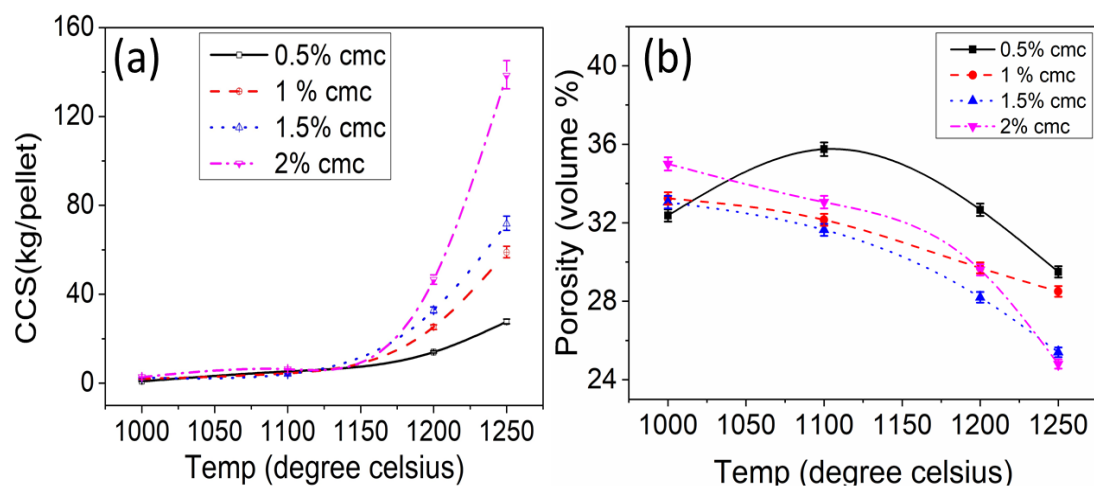 (a)
0.5% cmc
1 % cmc
1.5% cmc
2% cmc
CCS(kg/pellet)
160
120
80
40
0
1000 1050 1100 1150 1200 1250
Temp (degree celsius)
(b)
0.5% cmc
1 % cmc
1.5% cmc
2% cmc
Porosity (volume %)
40
36
32
28
24
1000 1050 1100 1150 1200 1250
Temp (degree celsius)